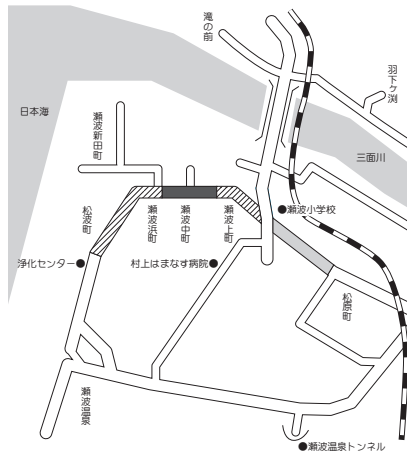 滝の前
羽下ケ渕
日本海
瀬波新田町
三面川
松波町
瀬波浜町
瀬波中町
瀬波上町
瀬波小学校
浄化センター
村上はまなす病院
松原町
瀬波温泉
瀬波温泉トンネル